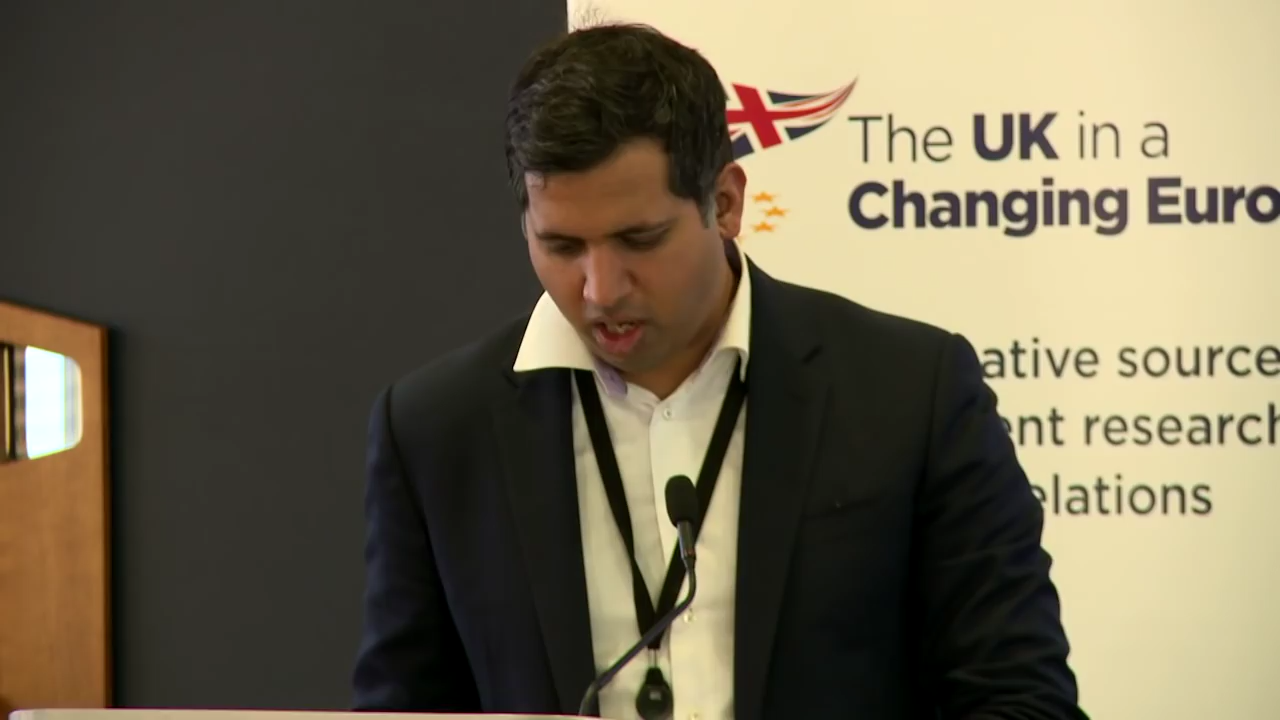 The UK in a
Changing Euro
ative source
ent research
elations